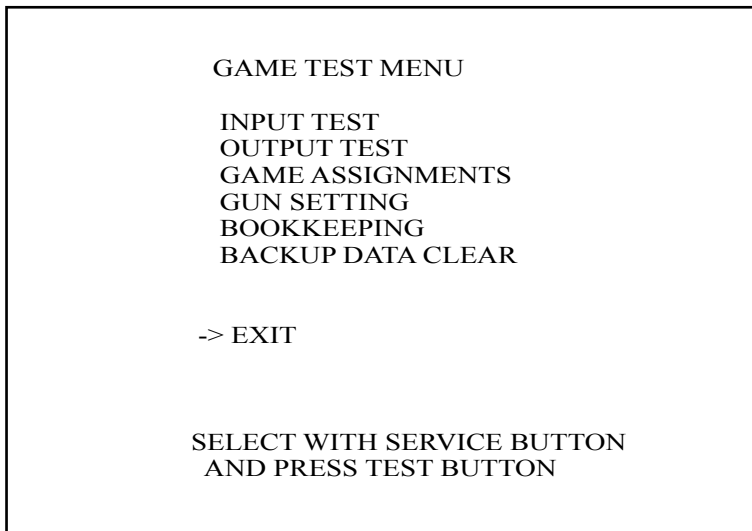 GAME TEST MENU
INPUT TEST
OUTPUT TEST
GAME ASSIGNMENTS
GUN SETTING
BOOKKEEPING
BACKUP DATA CLEAR
-> EXIT
SELECT WITH SERVICE BUTTON
AND PRESS TEST BUTTON